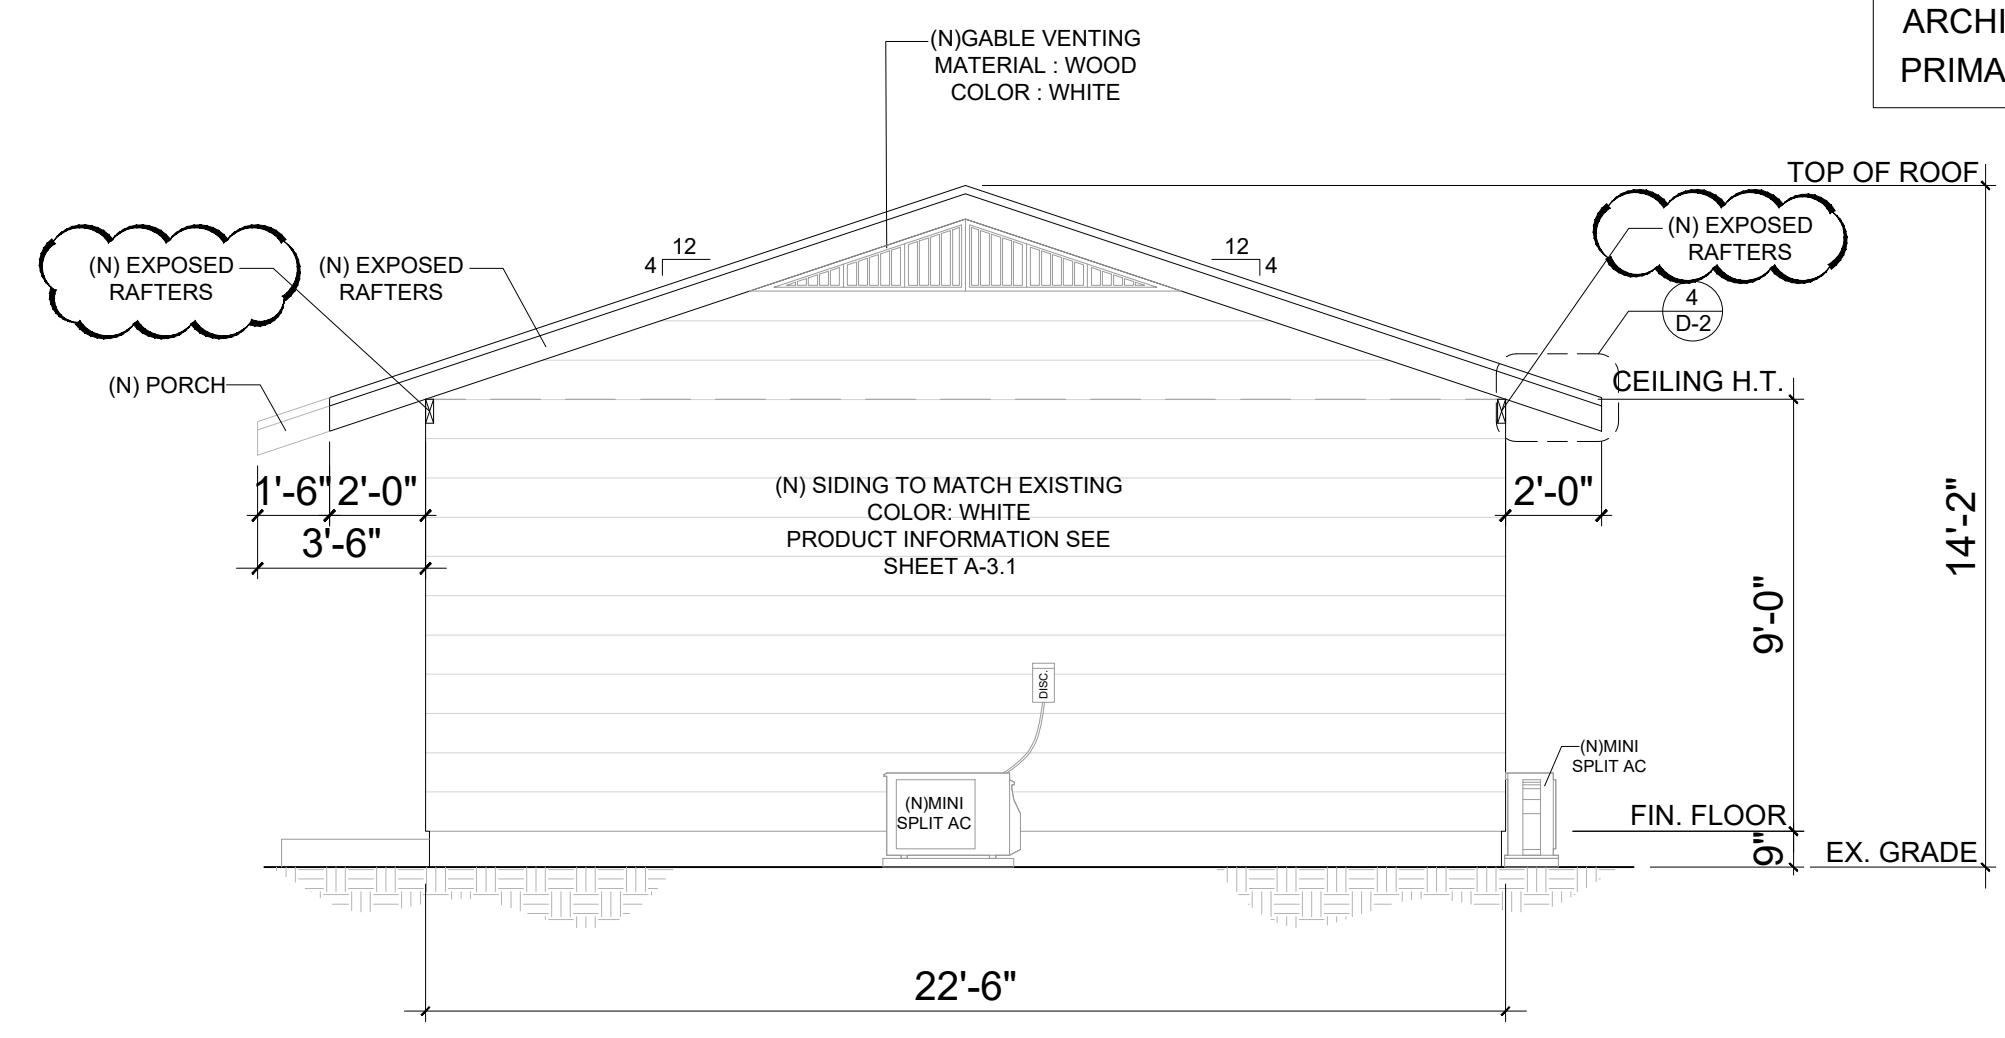 ARCHI
PRIMA
(N)GABLE VENTING
MATERIAL : WOOD
COLOR : WHITE
TOP OF ROOF
(N) EXPOSED
RAFTERS
(N) EXPOSED
RAFTERS
12
4
12
4
(N) EXPOSED
RAFTERS
4
D-2
(N) PORCH
CEILING H.T.
1'-6"
2'-0"
3'-6"
(N) SIDING TO MATCH EXISTING
COLOR: WHITE
PRODUCT INFORMATION SEE
SHEET A-3.1
2'-0"
14'-2"
9'-0"
DISC.
(N)MINI
SPLIT AC
(N)MINI
SPLIT AC
FIN. FLOOR
9"
EX. GRADE
22'-6"